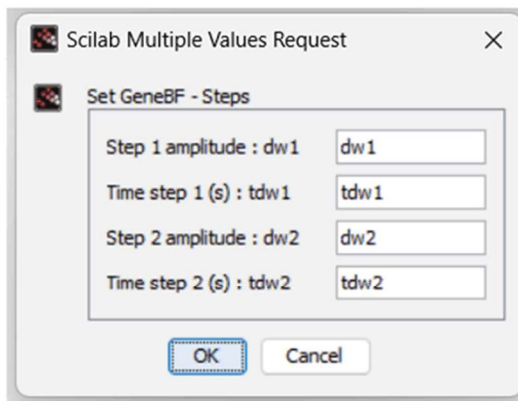 Scilab Multiple Values Request
Set GeneBF - Steps
Step 1 amplitude : dw1 dw1
Time step 1 (s) : tdw1 tdw1
Step 2 amplitude : dw2 dw2
Time step 2 (s) : tdw2 tdw2
OK Cancel